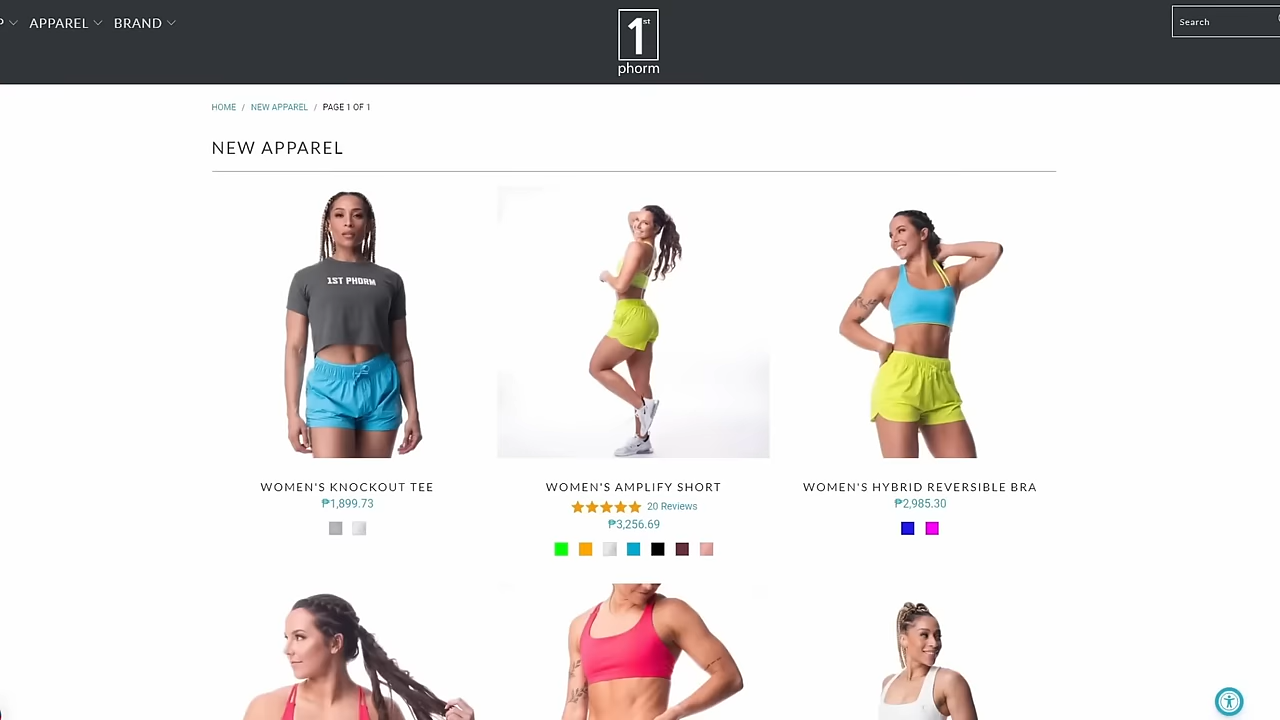 P
APPAREL
BRAND
1st
phorm
Search
HOME / NEW APPAREL / PAGE 1 OF 1
NEW APPAREL
1ST PHORM
WOMEN'S KNOCKOUT TEE
₱1,899.73
WOMEN'S AMPLIFY SHORT
20 Reviews
₱3,256.69
WOMEN'S HYBRID REVERSIBLE BRA
₱2,985.30